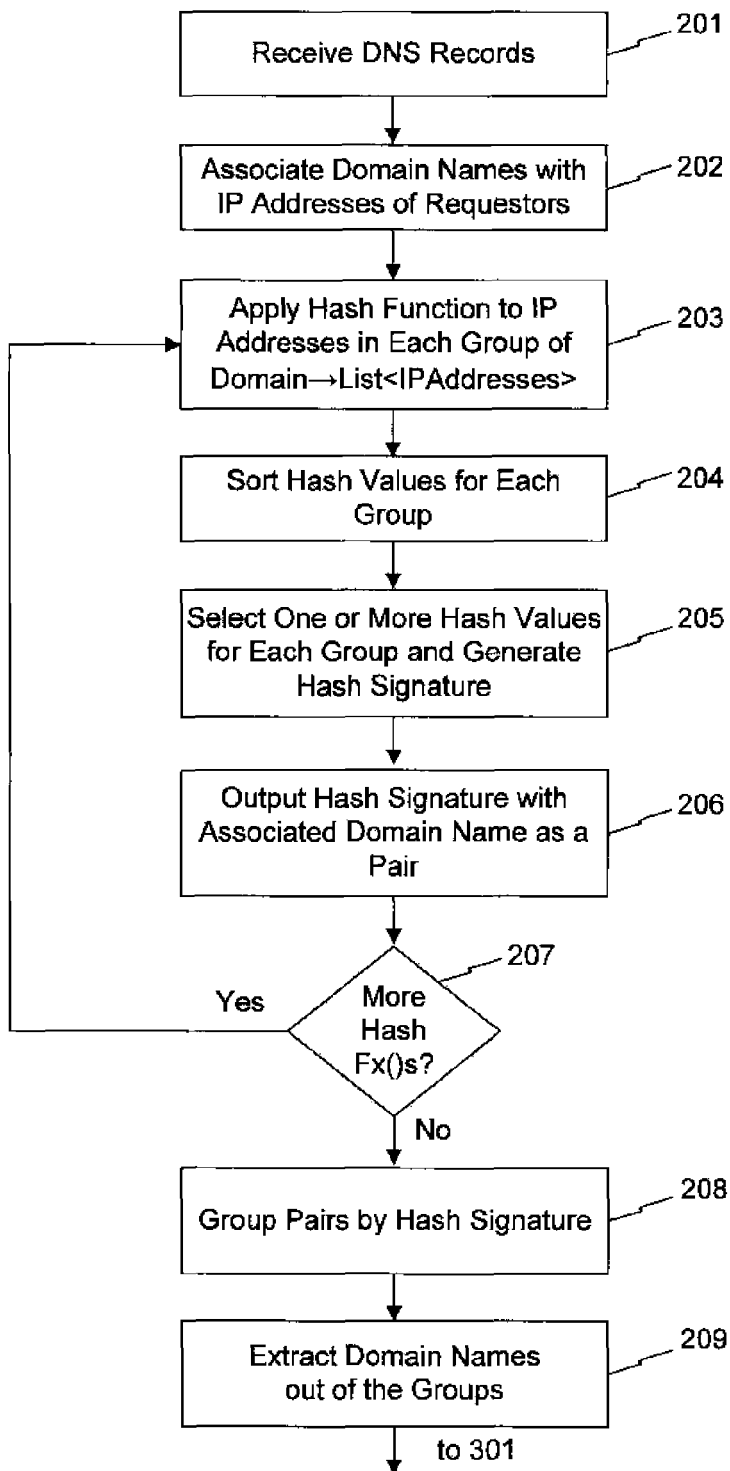 Receive DNS Records
201
Associate Domain Names with
IP Addresses of Requestors
202
Apply Hash Function to IP
Addresses in Each Group of
Domain→List<IPAddresses>
203
Sort Hash Values for Each
Group
204
Select One or More Hash Values
for Each Group and Generate
Hash Signature
205
Output Hash Signature with
Associated Domain Name as a
Pair
206
207
Yes
More
Hash
Fx()s?
No
Group Pairs by Hash Signature
208
Extract Domain Names
out of the Groups
209
to 301